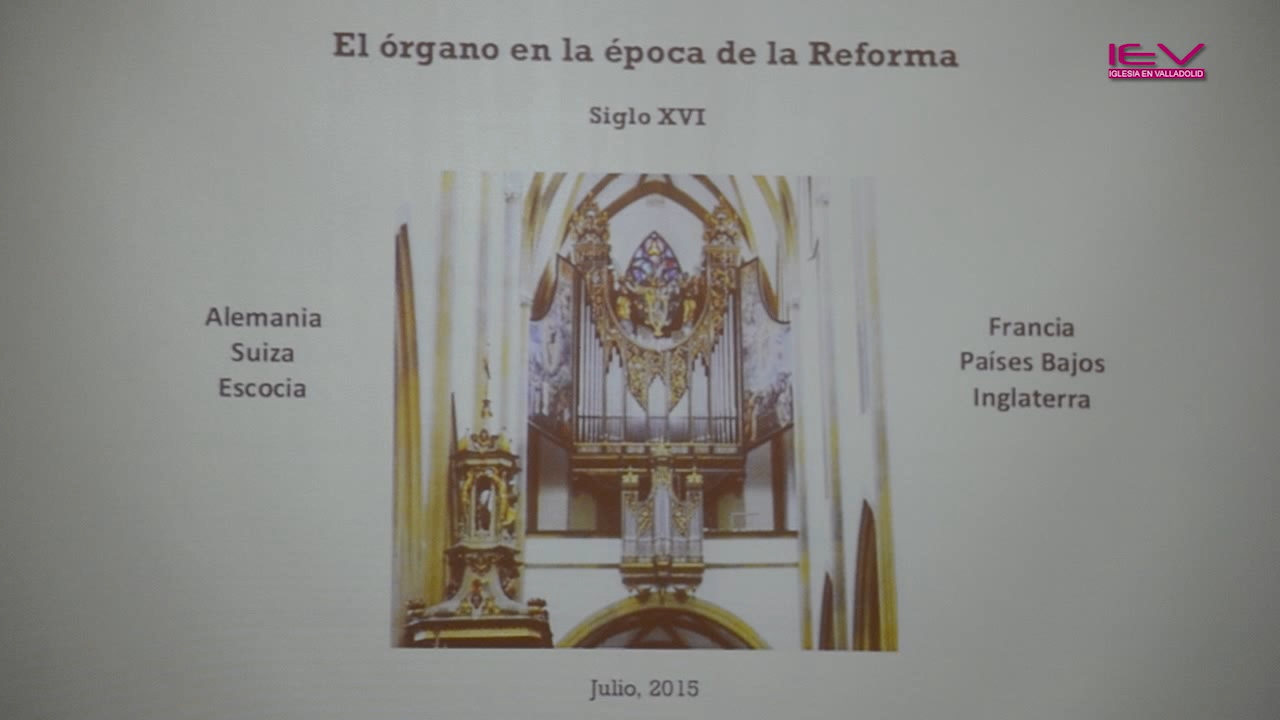 El órgano en la época de la Reforma
IEV
IGLESIA EN VALLADOLID
Siglo XVI
Alemania
Suiza
Escocia
Francia
Países Bajos
Inglaterra
Julio, 2015